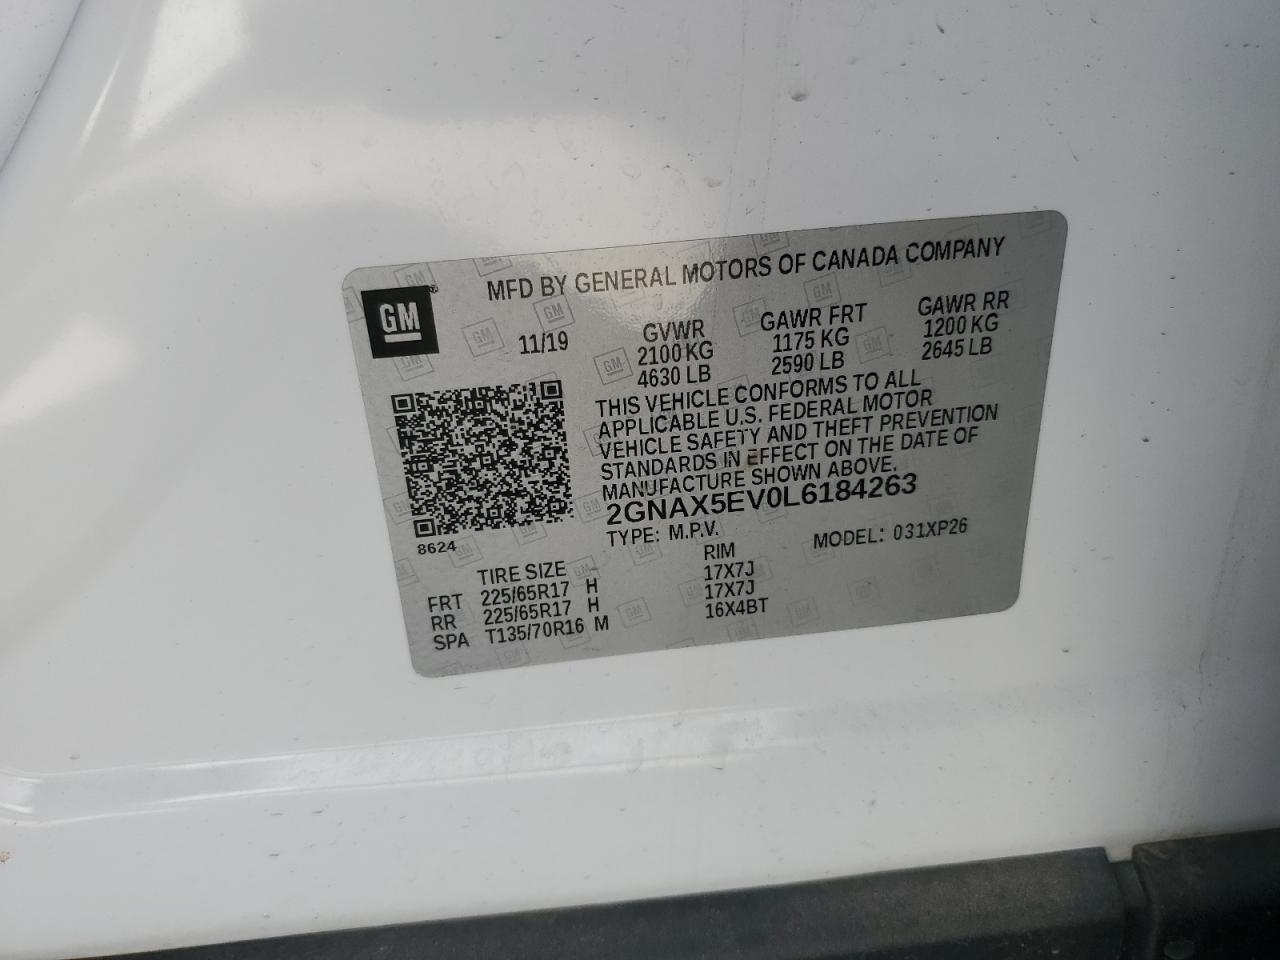 MFD BY GENERAL MOTORS OF CANADA COMPANY
GM®
11/19
GVWR GAWR FRT GAWR RR
2100 KG 1175 KG 1200 KG
4630 LB 2590 LB 2645 LB
THIS VEHICLE CONFORMS TO ALL
APPLICABLE U.S. FEDERAL MOTOR
VEHICLE SAFETY AND THEFT PREVENTION
STANDARDS IN EFFECT ON THE DATE OF
MANUFACTURE SHOWN ABOVE.
2GNAX5EV0L6184263
8624
TYPE: M.P.V. MODEL: 031XP26
TIRE SIZE RIM
FRT 225/65R17 H 17X7J
RR 225/65R17 H 17X7J
SPA T135/70R16 M 16X4BT